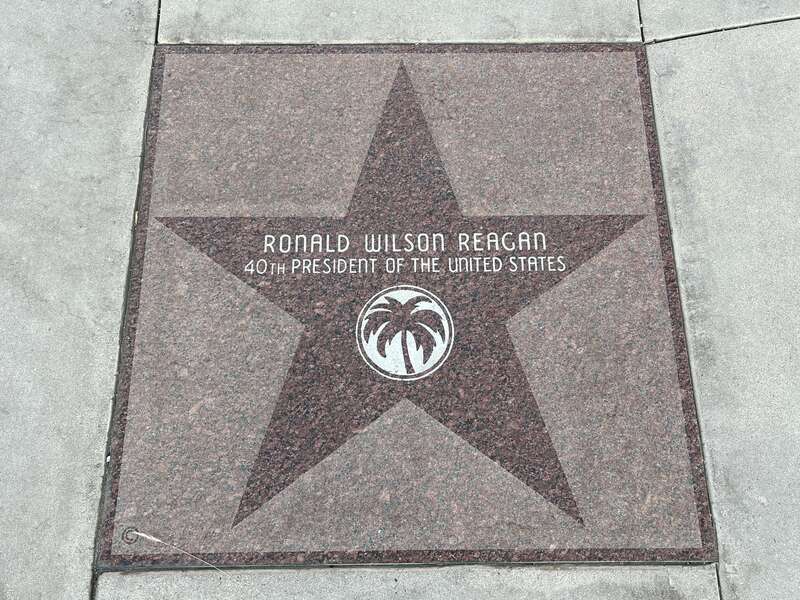 RONALD WILSON REAGAN
40TH PRESIDENT OF THE UNITED STATES
©